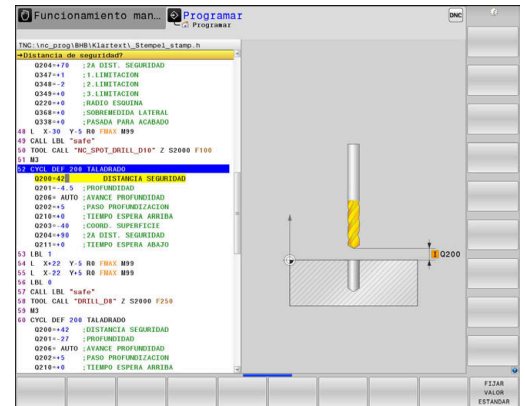 Funcionamiento man...
Programar
Programar
DNC
TNC:\nc_prog\BHB\Klartext\_Stempel_stamp.h
→Distancia de seguridad?
Q204=+70 ;2A DIST. SEGURIDAD
Q347=+1 ;1.LIMITACION
Q348=-2 ;2.LIMITACION
Q349=+0 ;3.LIMITACION
Q220=+0 ;RADIO ESQUINA
Q368=+0 ;SOBREMEDIDA LATERAL
Q338=+0 ;PASADA PARA ACABADO
48 L X-30 Y-5 R0 FMAX M99
49 CALL LBL "safe"
50 TOOL CALL "NC_SPOT_DRILL_D10" Z S2000 F100
51 M3
52 CYCL DEF 200 TALADRADO
Q200=42 DISTANCIA SEGURIDAD
Q201=-4.5 ;PROFUNDIDAD
Q206= AUTO ;AVANCE PROFUNDIDAD
Q202=+5 ;PASO PROFUNDIZACION
Q210=+0 ;TIEMPO ESPERA ARRIBA
Q203=-40 ;COORD. SUPERFICIE
Q204=+90 ;2A DIST. SEGURIDAD
Q211=+0 ;TIEMPO ESPERA ABAJO
53 LBL 1
54 L X+22 Y-5 R0 FMAX M99
55 L X-22 Y+5 R0 FMAX M99
56 LBL 0
57 CALL LBL "safe"
58 TOOL CALL "DRILL_D8" Z S2000 F250
59 M3
60 CYCL DEF 200 TALADRADO
Q200=+42 ;DISTANCIA SEGURIDAD
Q201=-27 ;PROFUNDIDAD
Q206= AUTO ;AVANCE PROFUNDIDAD
Q202=+5 ;PASO PROFUNDIZACION
Q210=+0 ;TIEMPO ESPERA ARRIBA
Q200
FIJAR
VALOR
ESTANDAR